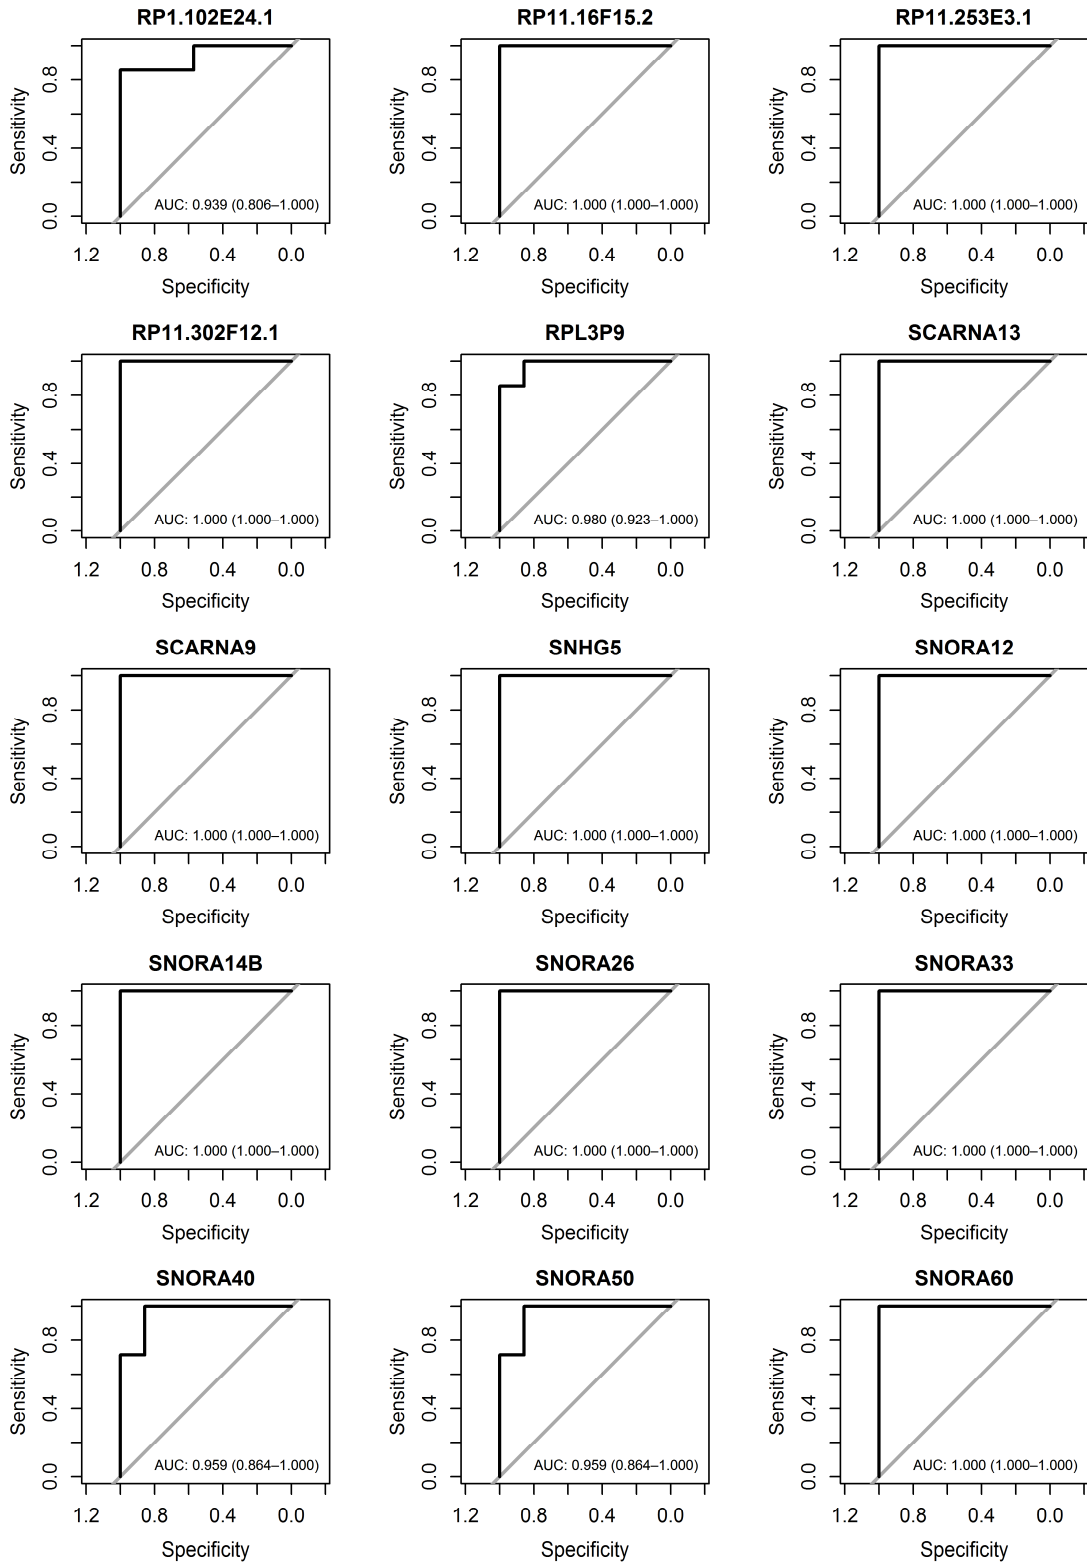 RP1.102E24.1
Sensitivity
0.0 0.4 0.8
AUC: 0.939 (0.806–1.000)
1.2 0.8 0.4 0.0
Specificity
RP11.16F15.2
Sensitivity
0.0 0.4 0.8
AUC: 1.000 (1.000–1.000)
1.2 0.8 0.4 0.0
Specificity
RP11.253E3.1
Sensitivity
0.0 0.4 0.8
AUC: 1.000 (1.000–1.000)
1.2 0.8 0.4 0.0
Specificity
RP11.302F12.1
Sensitivity
0.0 0.4 0.8
AUC: 1.000 (1.000–1.000)
1.2 0.8 0.4 0.0
Specificity
RPL3P9
Sensitivity
0.0 0.4 0.8
AUC: 0.980 (0.923–1.000)
1.2 0.8 0.4 0.0
Specificity
SCARNA13
Sensitivity
0.0 0.4 0.8
AUC: 1.000 (1.000–1.000)
1.2 0.8 0.4 0.0
Specificity
SCARNA9
Sensitivity
0.0 0.4 0.8
AUC: 1.000 (1.000–1.000)
1.2 0.8 0.4 0.0
Specificity
SNHG5
Sensitivity
0.0 0.4 0.8
AUC: 1.000 (1.000–1.000)
1.2 0.8 0.4 0.0
Specificity
SNORA12
Sensitivity
0.0 0.4 0.8
AUC: 1.000 (1.000–1.000)
1.2 0.8 0.4 0.0
Specificity
SNORA14B
Sensitivity
0.0 0.4 0.8
AUC: 1.000 (1.000–1.000)
1.2 0.8 0.4 0.0
Specificity
SNORA26
Sensitivity
0.0 0.4 0.8
AUC: 1.000 (1.000–1.000)
1.2 0.8 0.4 0.0
Specificity
SNORA33
Sensitivity
0.0 0.4 0.8
AUC: 1.000 (1.000–1.000)
1.2 0.8 0.4 0.0
Specificity
SNORA40
Sensitivity
0.0 0.4 0.8
AUC: 0.959 (0.864–1.000)
1.2 0.8 0.4 0.0
Specificity
SNORA50
Sensitivity
0.0 0.4 0.8
AUC: 0.959 (0.864–1.000)
1.2 0.8 0.4 0.0
Specificity
SNORA60
Sensitivity
0.0 0.4 0.8
AUC: 1.000 (1.000–1.000)
1.2 0.8 0.4 0.0
Specificity